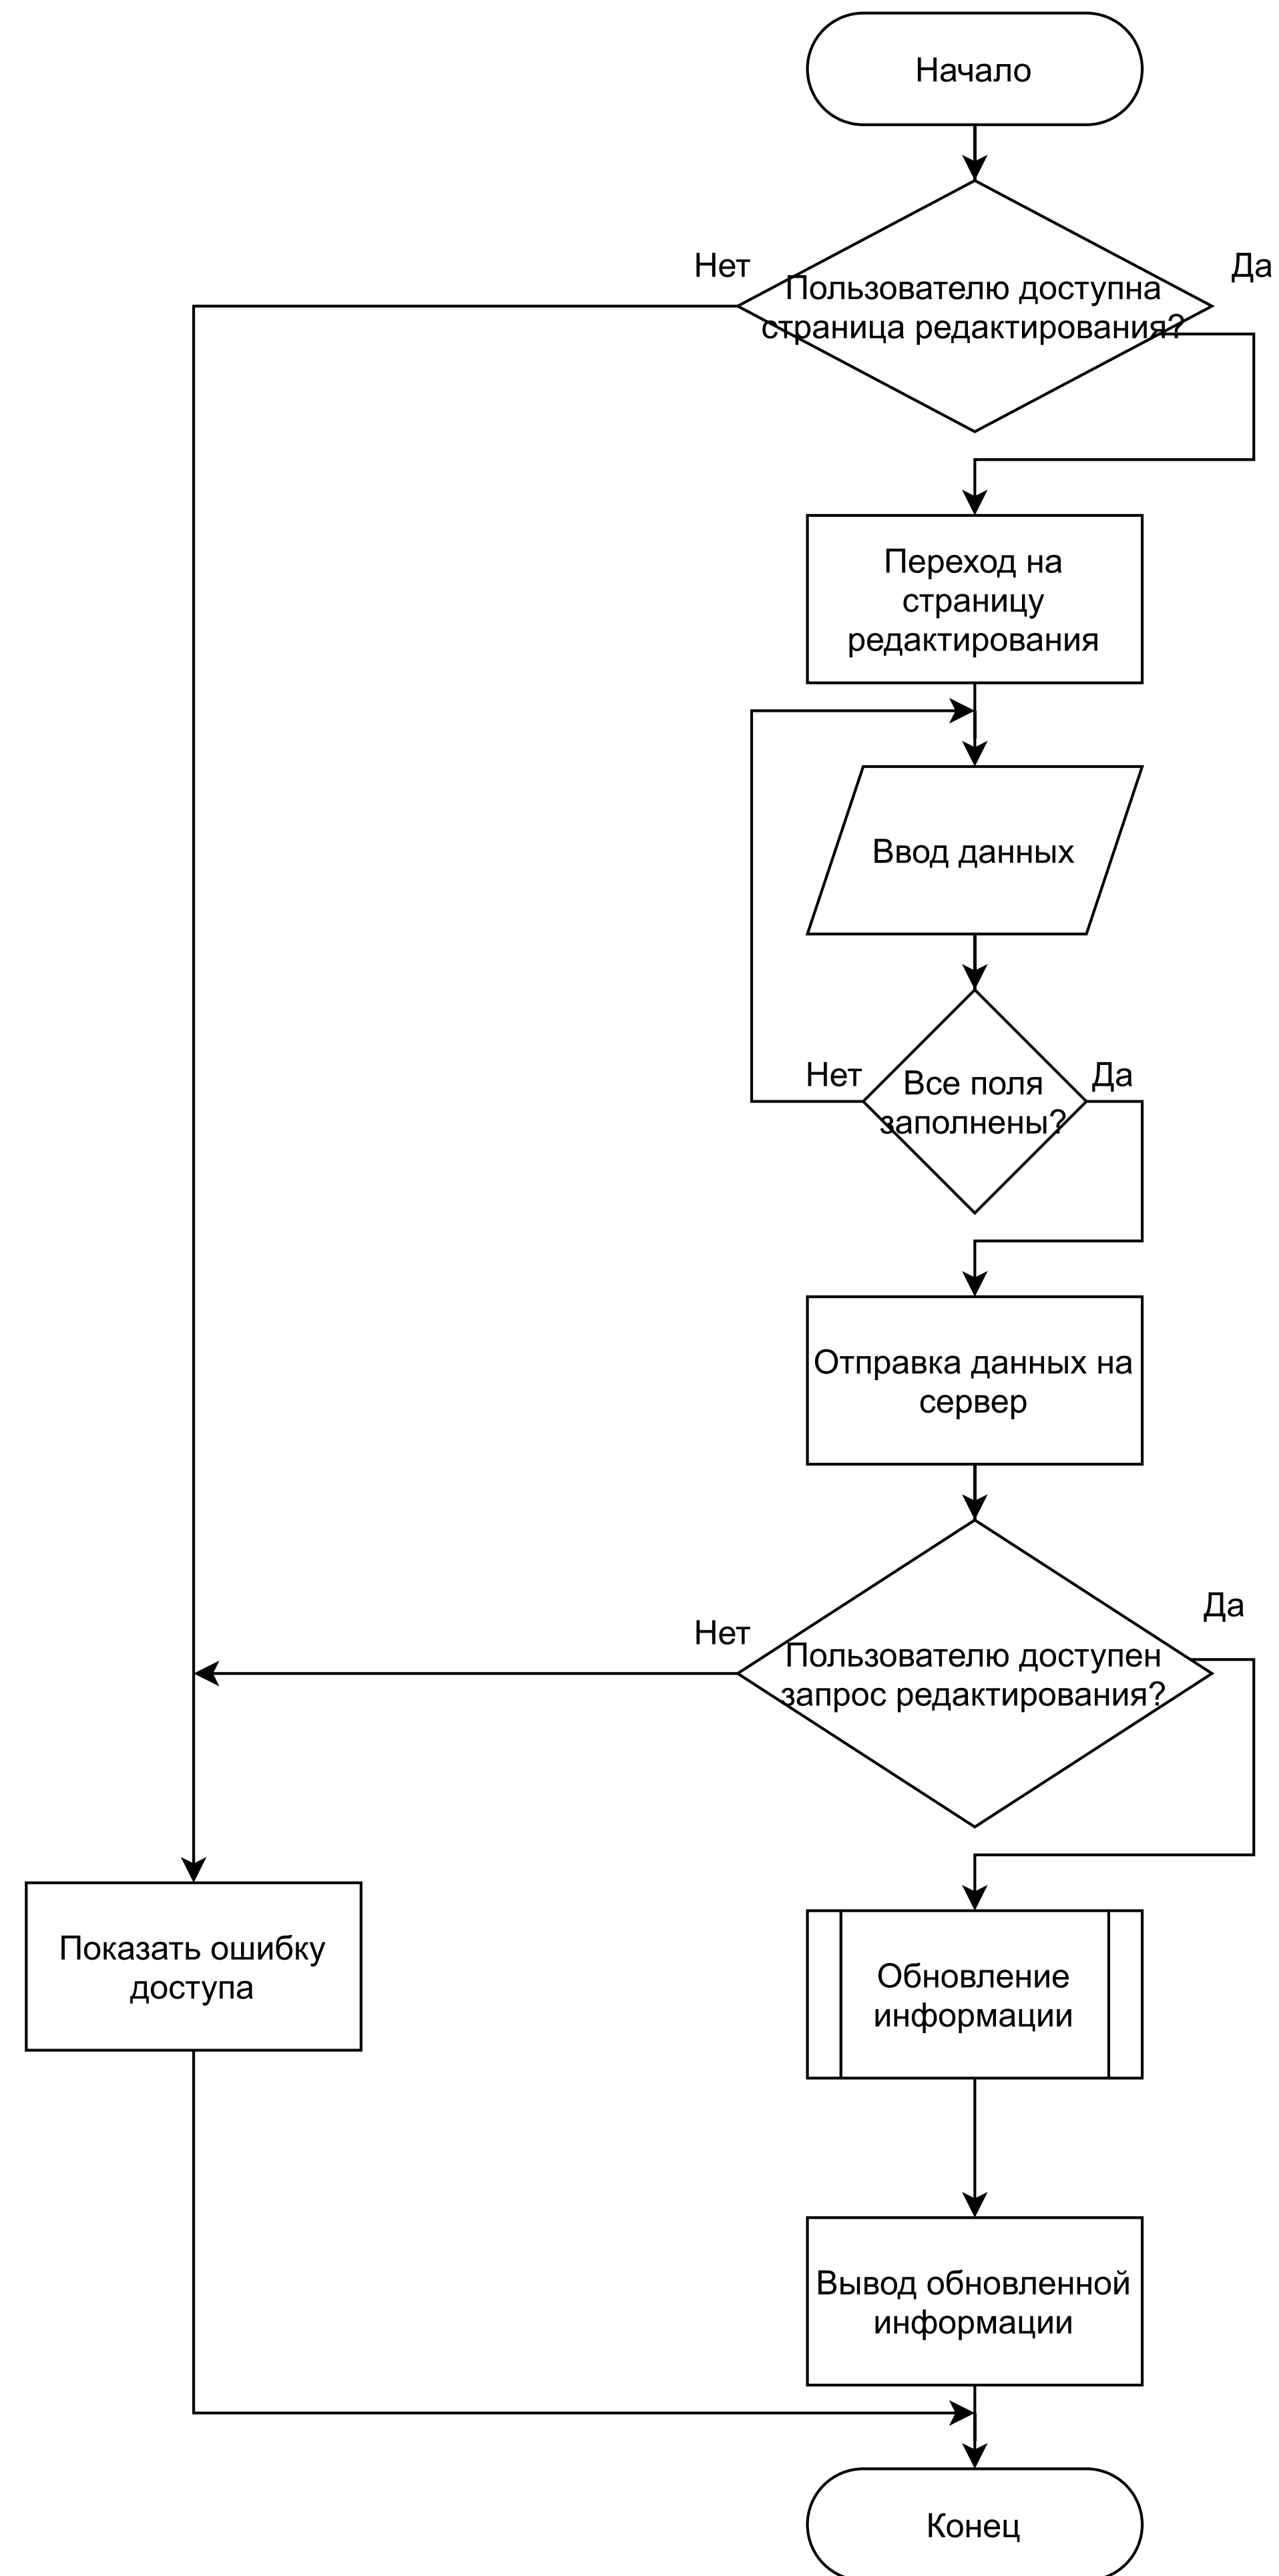 Начало
Нет
Да
Пользователю доступна
страница редактирования?
Переход на
страницу
редактирования
Ввод данных
Нет
Да
Все поля
заполнены?
Отправка данных на
сервер
Да
Нет
Пользователю доступен
запрос редактирования?
Показать ошибку
доступа
Обновление
информации
Вывод обновленной
информации
Конец